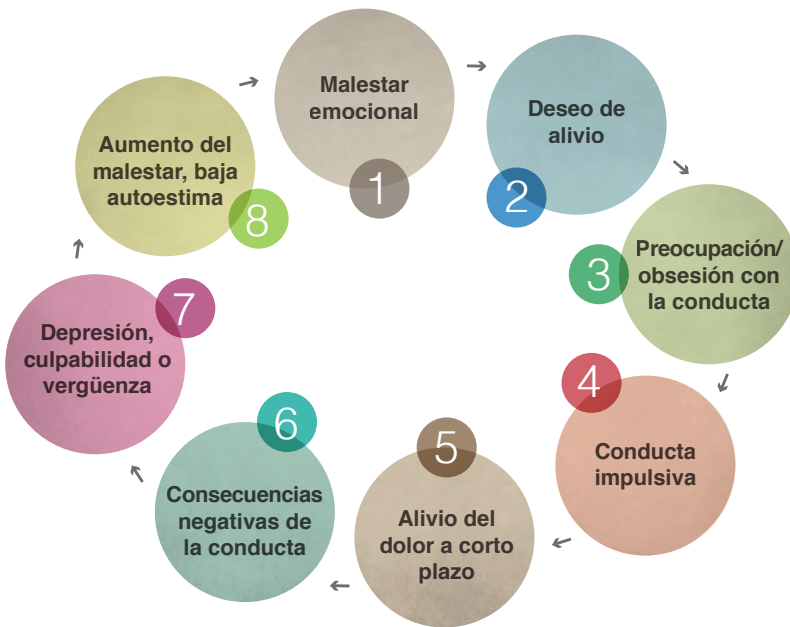 Malestar
emocional
1
Deseo de
alivio
2
Preocupación/
obsesión con
la conducta
3
4
Conducta
impulsiva
5
Alivio del
dolor a corto
plazo
6
Consecuencias
negativas de
la conducta
7
Depresión,
culpabilidad o
vergüenza
Aumento del
malestar, baja
autoestima
8